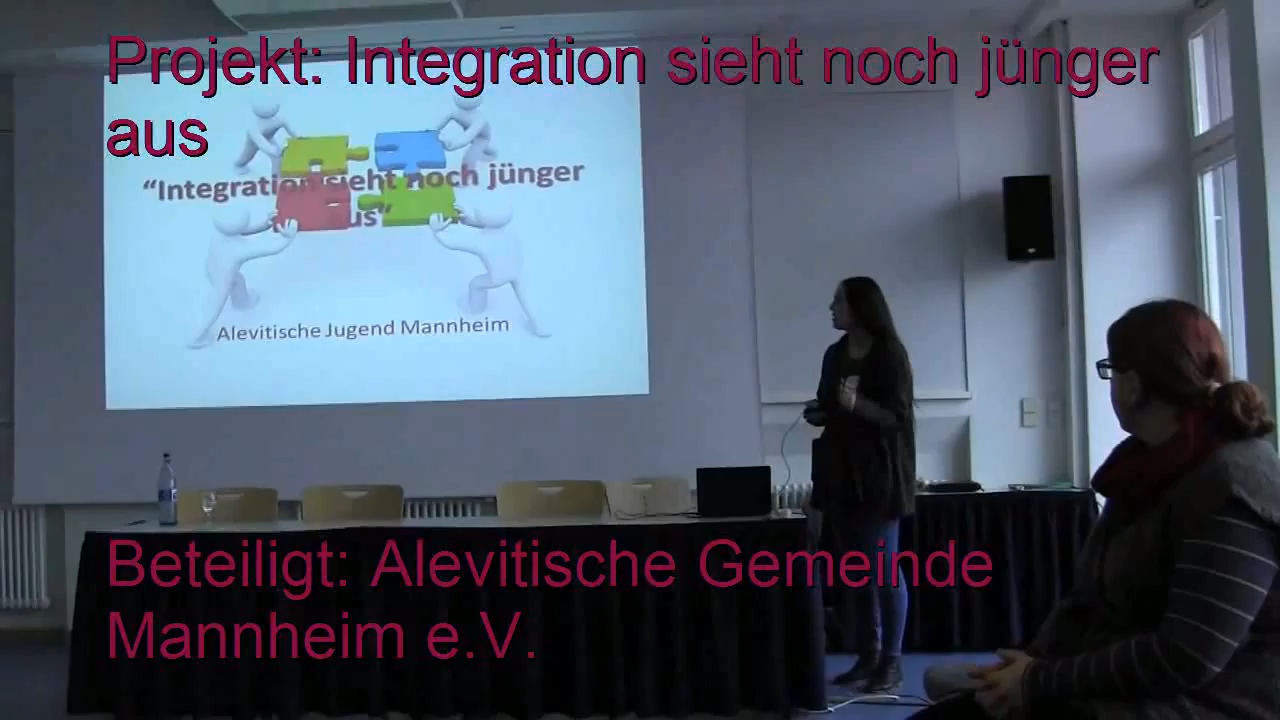 Projekt: Integration sieht noch jünger
aus
“Integration sieht noch jünger
aus“
Alevitische Jugend Mannheim
Beteiligt: Alevitische Gemeinde
Mannheim e.V.